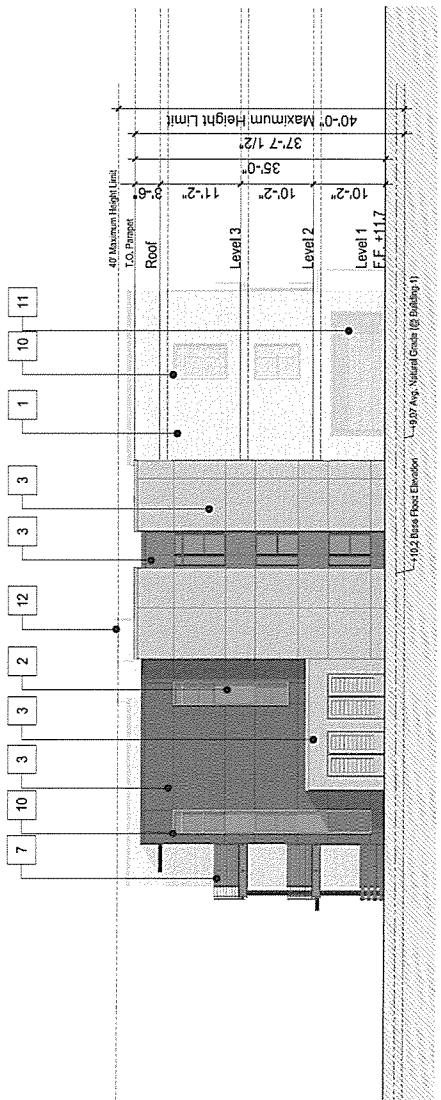 7
10
3
3
2
12
3
3
1
10
11
40' Maximum Height Limit
T.O. Parapet
Roof
Level 3
Level 2
Level 1
F.F. +11.7
3'-6"
11'-2"
10'-2"
10'-2"
35'-0"
37'-7 1/2"
40'-0" Maximum Height Limit
+10.2 Base Flood Elevation
+9.07 Avg. Natural Grade (@ Building 1)